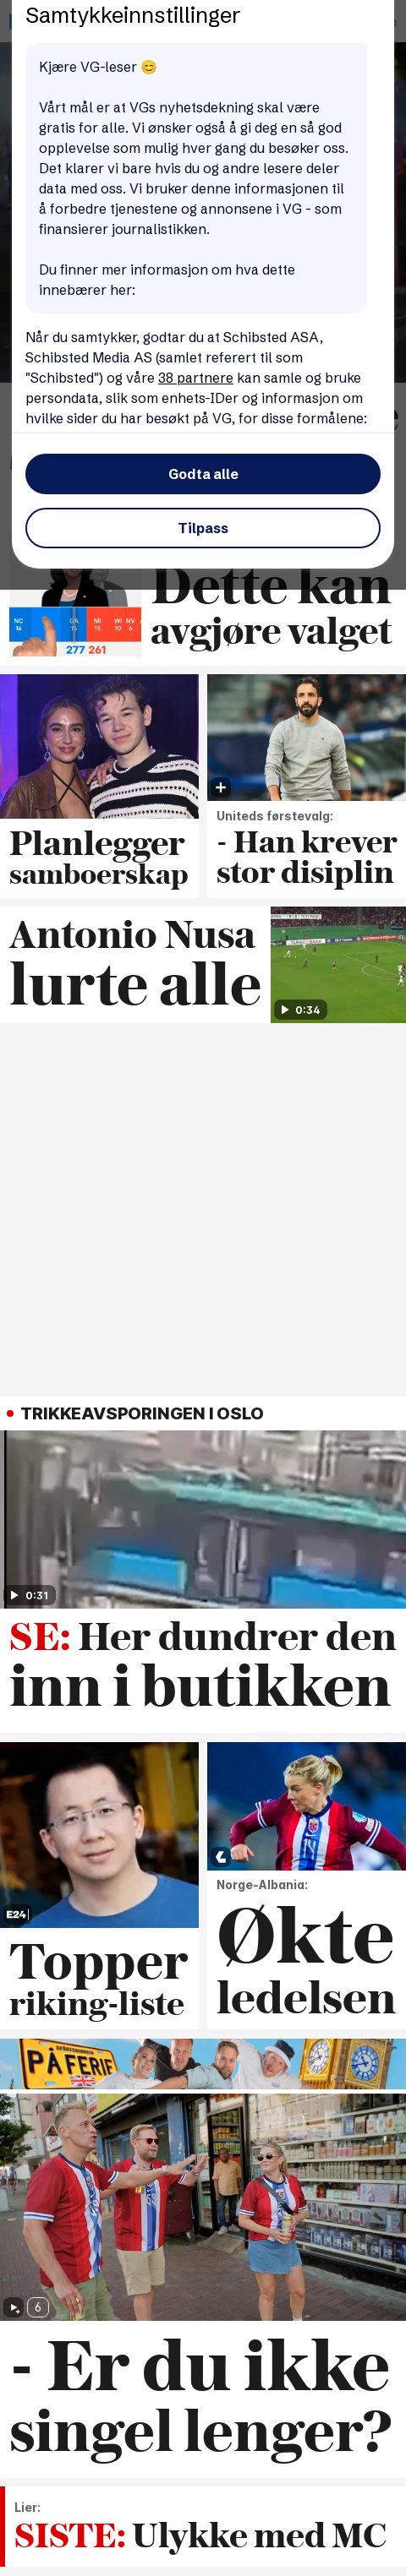 Samtykkeinnstillinger
Kjære VG-leser 😊
Vårt mål er at VGs nyhetsdekning skal være
gratis for alle. Vi ønsker også å gi deg en så god
opplevelse som mulig hver gang du besøker oss.
Det klarer vi bare hvis du og andre lesere deler
data med oss. Vi bruker denne informasjonen til
å forbedre tjenestene og annonsene i VG - som
finansierer journalistikken.
Du finner mer informasjon om hva dette
innebærer her:
Når du samtykker, godtar du at Schibsted ASA,
Schibsted Media AS (samlet referert til som
"Schibsted") og våre 38 partnere kan samle og bruke
persondata, slik som enhets-IDer og informasjon om
hvilke sider du har besøkt på VG, for disse formålene:
Godta alle
Tilpass
NC
16
GA
15
MI
15
WI
10
NV
6
277 261
Dette kan
avgjøre valget
Planlegger
samboerskap
Uniteds førstevalg:
- Han krever
stor disiplin
Antonio Nusa
lurte alle
0:34
TRIKKEAVSPORINGEN I OSLO
0:31
SE: Her dundrer den
inn i butikken
E24
Topper
riking-liste
Norge-Albania:
Økte
ledelsen
PÅ FERIE
6
- Er du ikke
singel lenger?
Lier:
SISTE: Ulykke med MC